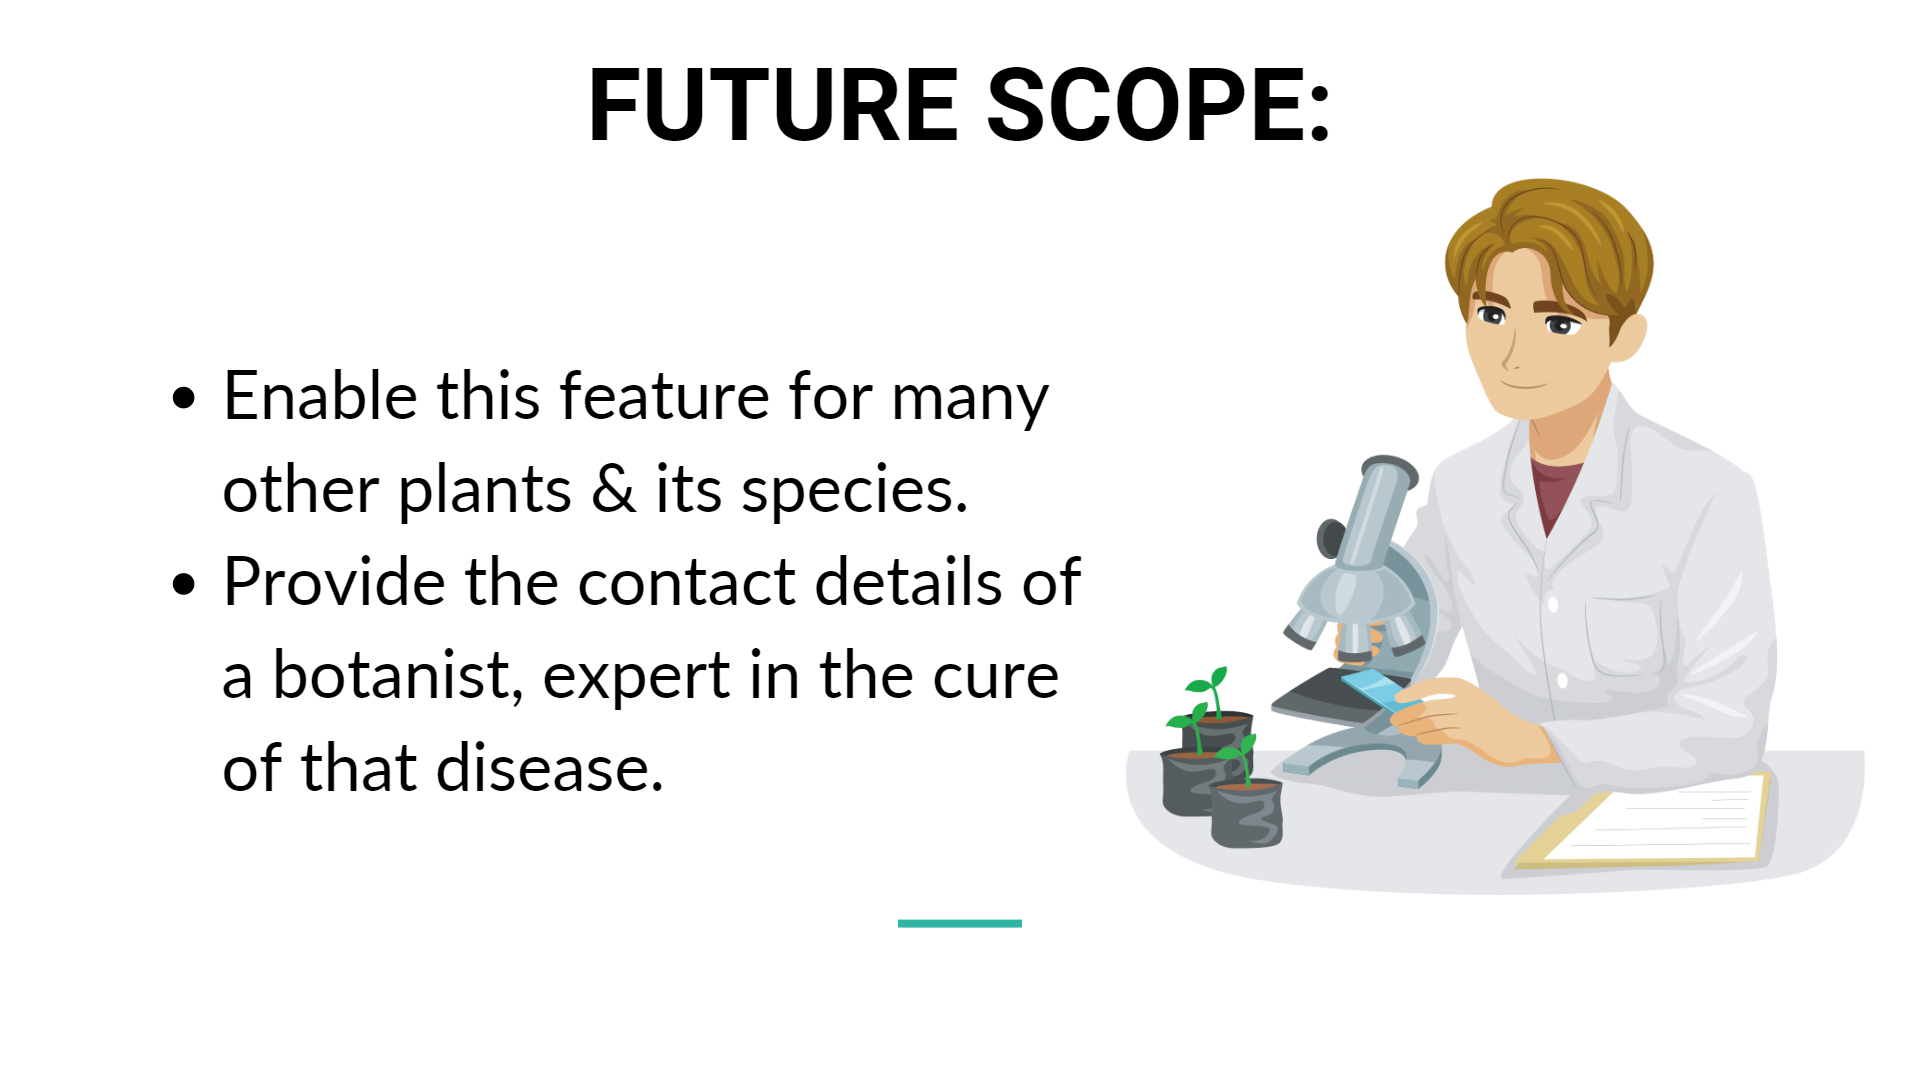 FUTURE SCOPE:
• Enable this feature for many
other plants & its species.
• Provide the contact details of
a botanist, expert in the cure
of that disease.